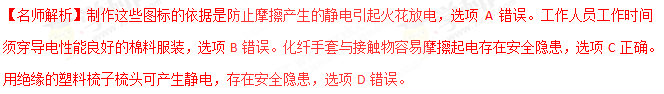 【名师解析】制作这些图标的依据是防止摩擦产生的静电引起火花放电，选项 A 错误。工作人员工作时间
须穿导电性能良好的棉料服装，选项 B 错误。化纤手套与接触物容易摩擦起电存在安全隐患，选项 C 正确。
用绝缘的塑料梳子梳头可产生静电，存在安全隐患，选项 D 错误。